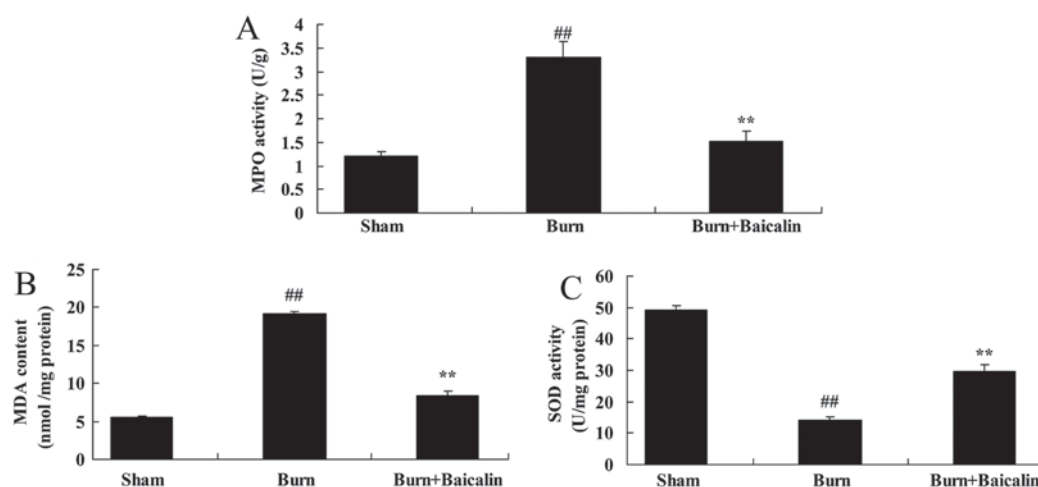 A
MPO activity (U/g)
4
3.5
3
2.5
2
1.5
1
0.5
0
##
**
Sham Burn Burn+Baicalin
B
MDA content
(nmol /mg protein)
25
20
15
10
5
0
##
**
Sham Burn Burn+Baicalin
C
SOD activity
(U/mg protein)
60
50
40
30
20
10
0
##
**
Sham Burn Burn+Baicalin